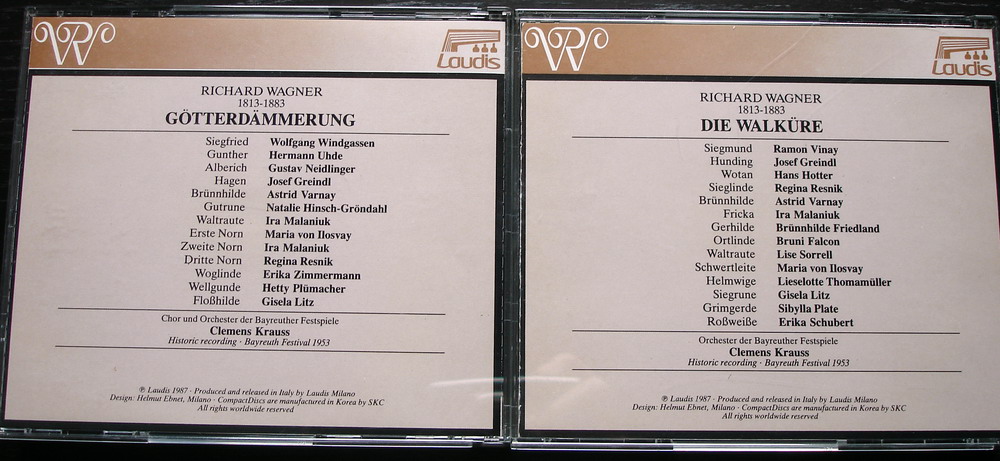 RW
Laudis
RICHARD WAGNER
1813-1883
GÖTTERDÄMMERUNG
Siegfried Wolfgang Windgassen
Gunther Hermann Uhde
Alberich Gustav Neidlinger
Hagen Josef Greindl
Brünnhilde Astrid Varnay
Gutrune Natalie Hinsch-Gröndahl
Waltraute Ira Malaniuk
Erste Norn Maria von Ilosvay
Zweite Norn Ira Malaniuk
Dritte Norn Regina Resnik
Woglinde Erika Zimmermann
Wellgunde Hetty Plümacher
Floßhilde Gisela Litz
Chor und Orchester der Bayreuther Festspiele
Clemens Krauss
Historic recording · Bayreuth Festival 1953
℗ Laudis 1987 · Produced and released in Italy by Laudis Milano
Design: Helmut Ebnet, Milano · CompactDiscs are manufactured in Korea by SKC
All rights worldwide reserved
RW
Laudis
RICHARD WAGNER
1813-1883
DIE WALKÜRE
Siegmund Ramon Vinay
Hunding Josef Greindl
Wotan Hans Hotter
Sieglinde Regina Resnik
Brünnhilde Astrid Varnay
Fricka Ira Malaniuk
Gerhilde Brünnhilde Friedland
Ortlinde Bruni Falcon
Waltraute Lise Sorrell
Schwertleite Maria von Ilosvay
Helmwige Lieselotte Thomamüller
Siegrune Gisela Litz
Grimgerde Sibylla Plate
Roßweiße Erika Schubert
Orchester der Bayreuther Festspiele
Clemens Krauss
Historic recording · Bayreuth Festival 1953
℗ Laudis 1987 · Produced and released in Italy by Laudis Milano
Design: Helmut Ebnet, Milano · CompactDiscs are manufactured in Korea by SKC
All rights worldwide reserved